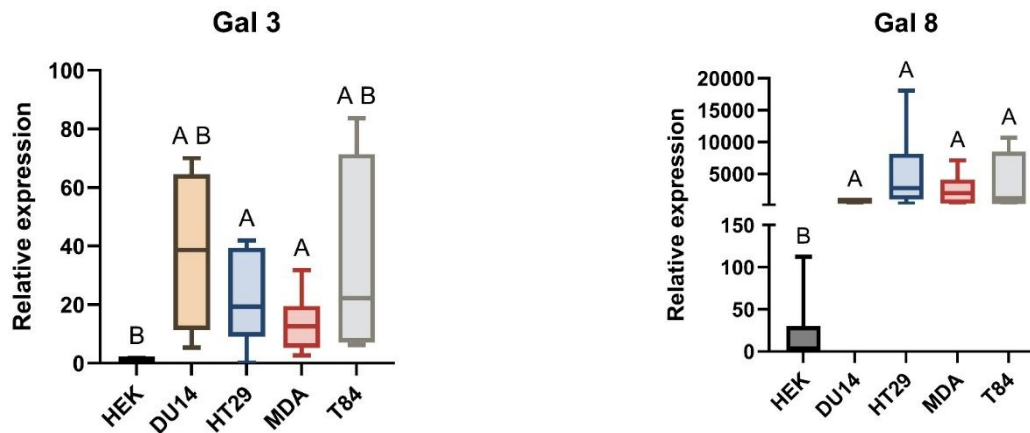 Gal 3
Relative expression
100
80
60
40
20
0
B
A B
A
A
A B
HEK
DU14
HT29
MDA
T84
Gal 8
Relative expression
20000
15000
10000
5000
150
100
50
0
B
A
A
A
A
HEK
DU14
HT29
MDA
T84